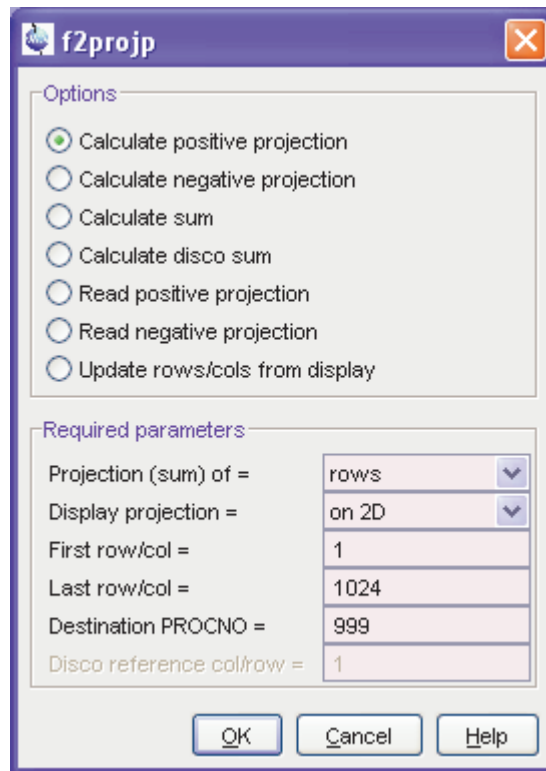 f2projp
Options
Calculate positive projection
Calculate negative projection
Calculate sum
Calculate disco sum
Read positive projection
Read negative projection
Update rows/cols from display
Required parameters
Projection (sum) of = rows
Display projection = on 2D
First row/col = 1
Last row/col = 1024
Destination PROCNO = 999
Disco reference col/row = 1
OK Cancel Help